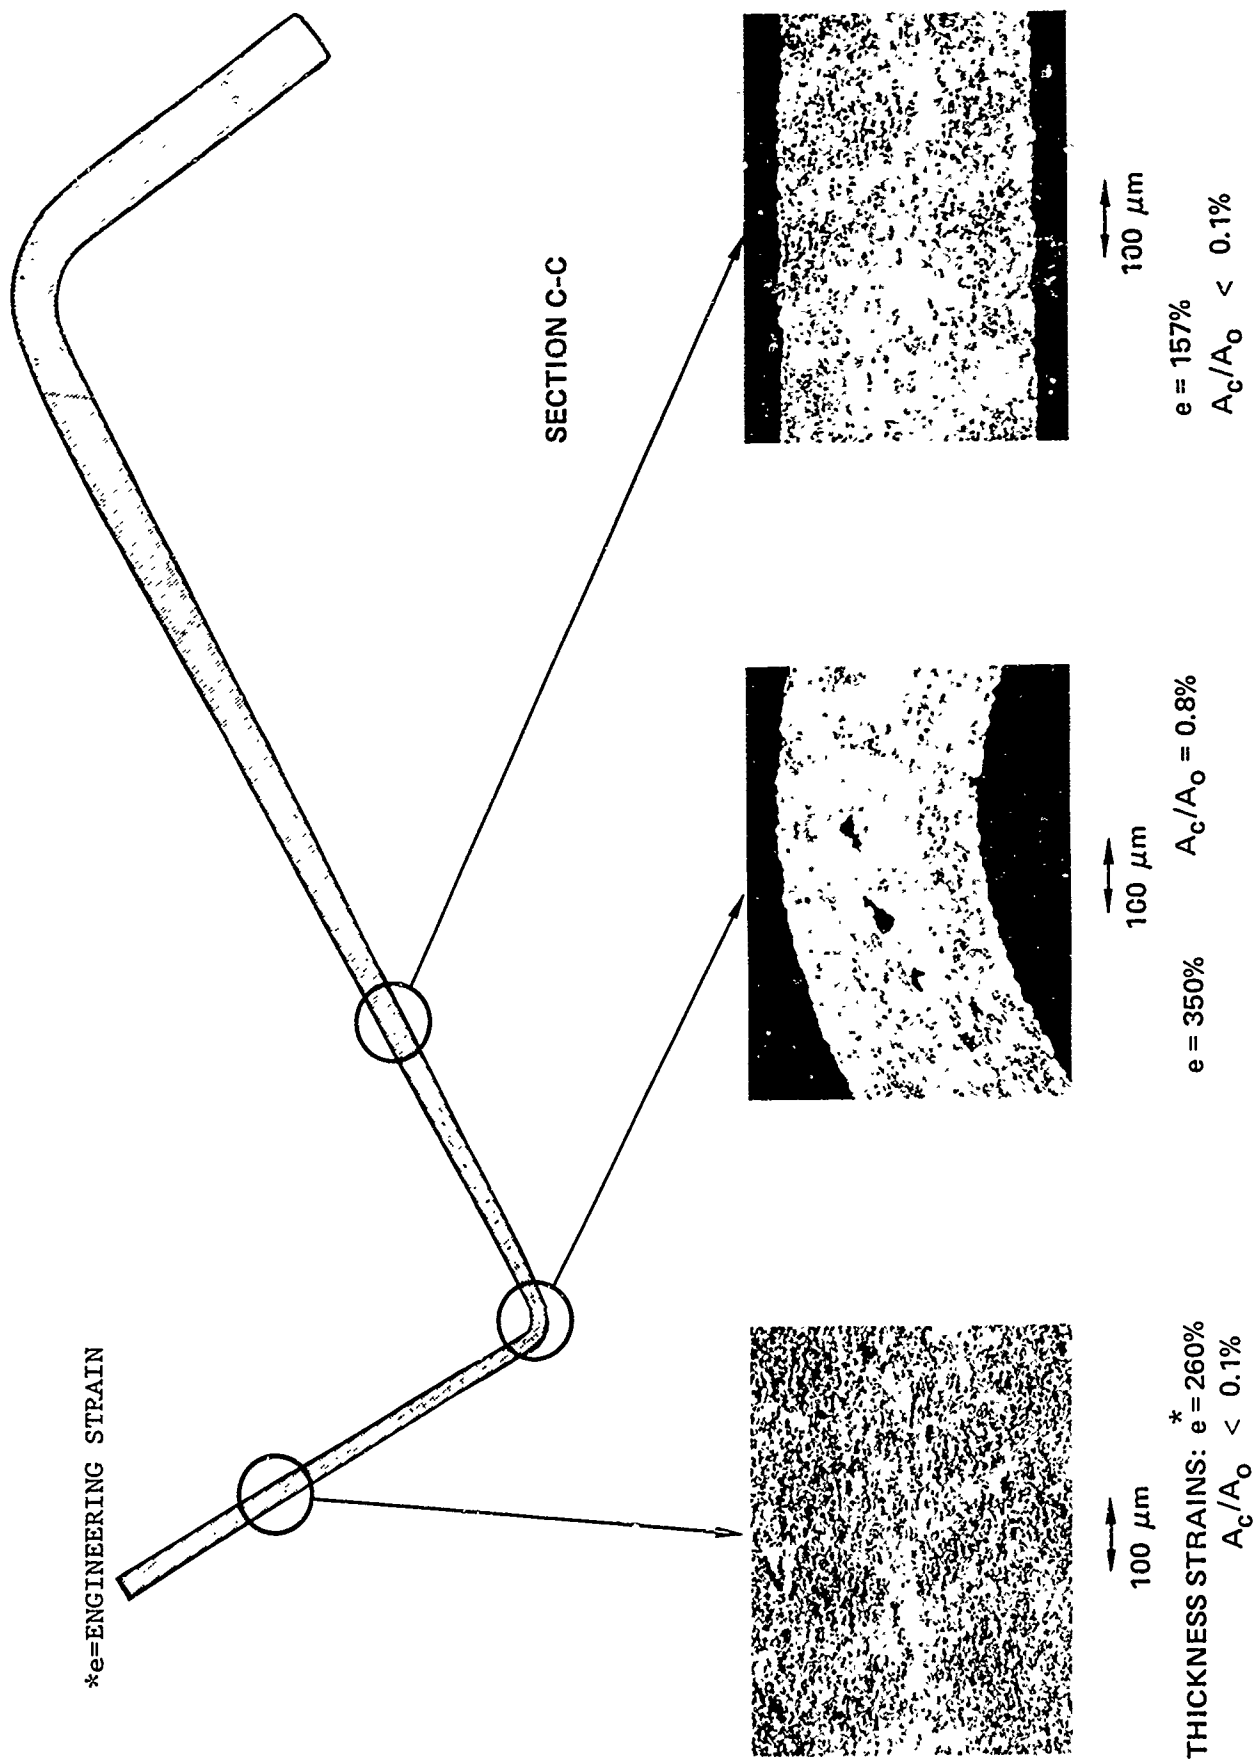 *e=ENGINEERING STRAIN
SECTION C-C
100 μm
100 μm
100 μm
THICKNESS STRAINS: e* = 260%
A_c/A_o < 0.1%
e = 350%
A_c/A_o = 0.8%
e = 157%
A_c/A_o < 0.1%